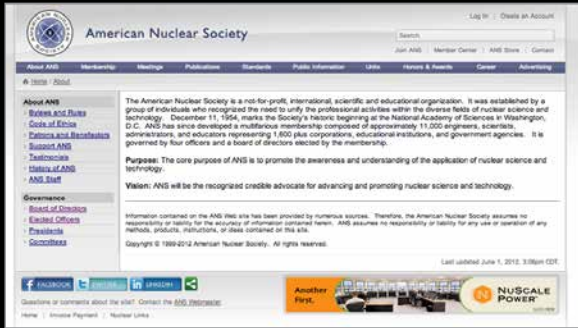 Log In | Create an Account
American Nuclear Society
Search
Join ANS | Member Center | ANS Store | Contact
About ANS Membership Meetings Publications Standards Public Information Units Honors & Awards Career Advertising
Home / About
About ANS
Bylaws and Rules
Code of Ethics
Patrons and Benefactors
Support ANS
Testimonials
History of ANS
ANS Staff
Governance
Board of Directors
Elected Officers
Presidents
Committees
The American Nuclear Society is a not-for-profit, international, scientific and educational organization. It was established by a
group of individuals who recognized the need to unify the professional activities within the diverse fields of nuclear science and
technology. December 11, 1954, marks the Society's historic beginning at the National Academy of Sciences in Washington,
D.C. ANS has since developed a multifarious membership composed of approximately 11,000 engineers, scientists,
administrators, and educators representing 1,600 plus corporations, educational institutions, and government agencies. It is
governed by four officers and a board of directors elected by the membership.
Purpose: The core purpose of ANS is to promote the awareness and understanding of the application of nuclear science and
technology.
Vision: ANS will be the recognized credible advocate for advancing and promoting nuclear science and technology.
Information contained on the ANS Web site has been provided by numerous sources. Therefore, the American Nuclear Society assumes no
responsibility or liability for the accuracy of information contained herein. ANS assumes no responsibility or liability for any use or operation of any
methods, products, instructions, or ideas contained on this site.
Copyright © 1999-2012 American Nuclear Society. All rights reserved.
Last updated June 1, 2012, 3:06pm CDT.
FACEBOOK TWITTER LINKEDIN
Questions or comments about the site? Contact the ANS Webmaster.
Home | Invoice Payment | Nuclear Links
Another
First.
NUSCALE
POWER